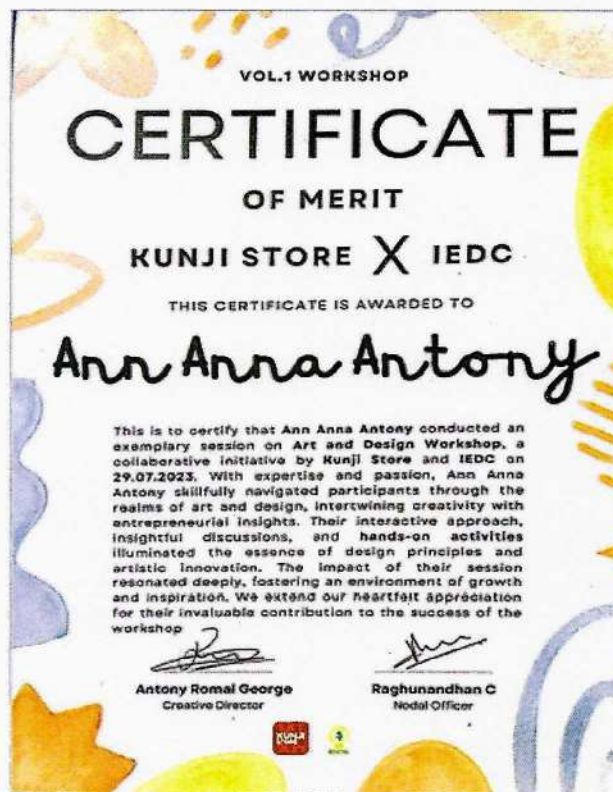 VOL.1 WORKSHOP
CERTIFICATE
OF MERIT
KUNJI STORE X IEDC
THIS CERTIFICATE IS AWARDED TO
Ann Anna Antony
This is to certify that Ann Anna Antony conducted an
exemplary session on Art and Design Workshop, a
collaborative initiative by Kunji Store and IEDC on
29.07.2023. With expertise and passion, Ann Anna
Antony skillfully navigated participants through the
realms of art and design, intertwining creativity with
entrepreneurial insights. Their interactive approach,
insightful discussions, and hands-on activities
illuminated the essence of design principles and
artistic innovation. The impact of their session
resonated deeply, fostering an environment of growth
and inspiration. We extend our heartfelt appreciation
for their invaluable contribution to the success of the
workshop
Antony Romal George
Creative Director
Raghunandhan C
Nodal Officer
KUNJI